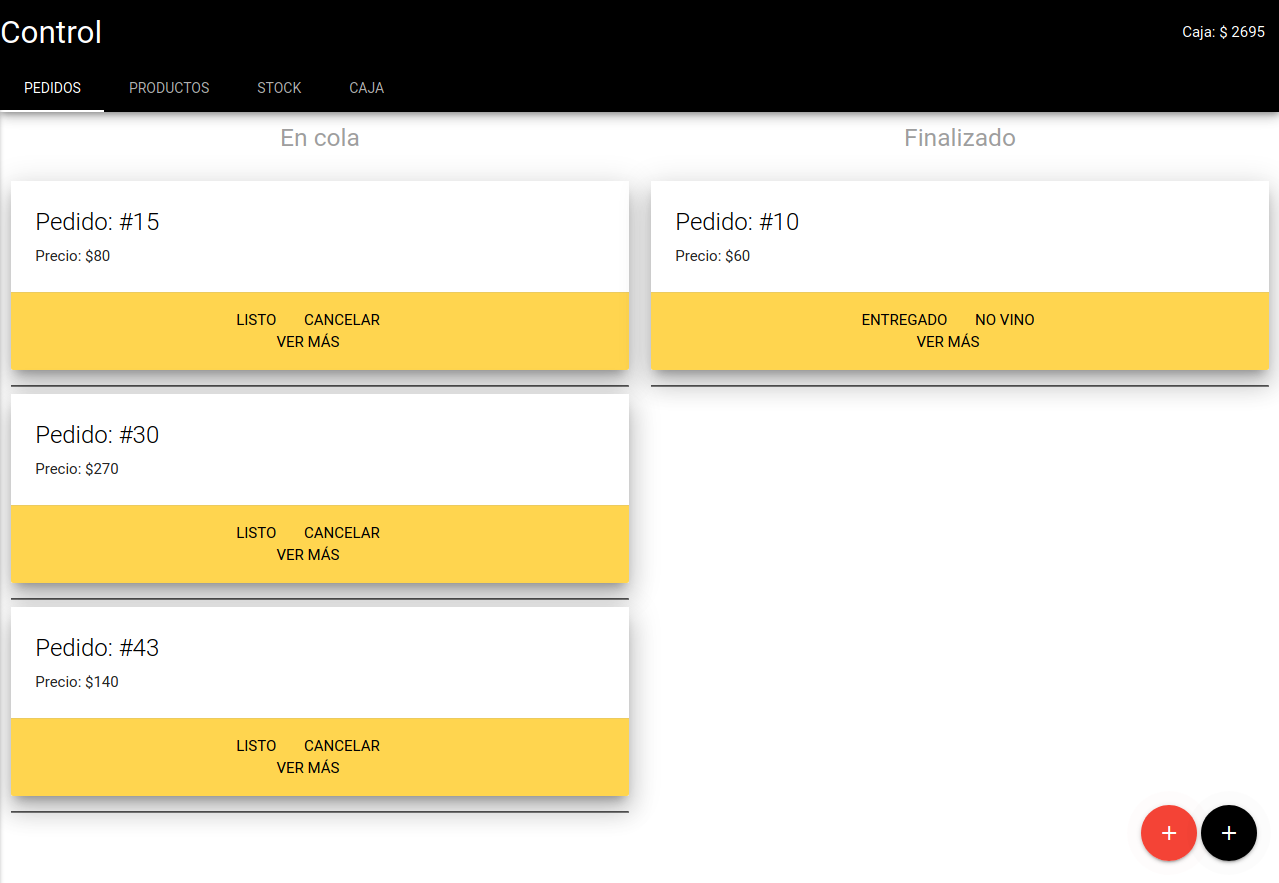 Control
Caja: $ 2695
PEDIDOS PRODUCTOS STOCK CAJA
En cola
Pedido: #15
Precio: $80
LISTO CANCELAR
VER MÁS
Pedido: #30
Precio: $270
LISTO CANCELAR
VER MÁS
Pedido: #43
Precio: $140
LISTO CANCELAR
VER MÁS
Finalizado
Pedido: #10
Precio: $60
ENTREGADO NO VINO
VER MÁS
+ +